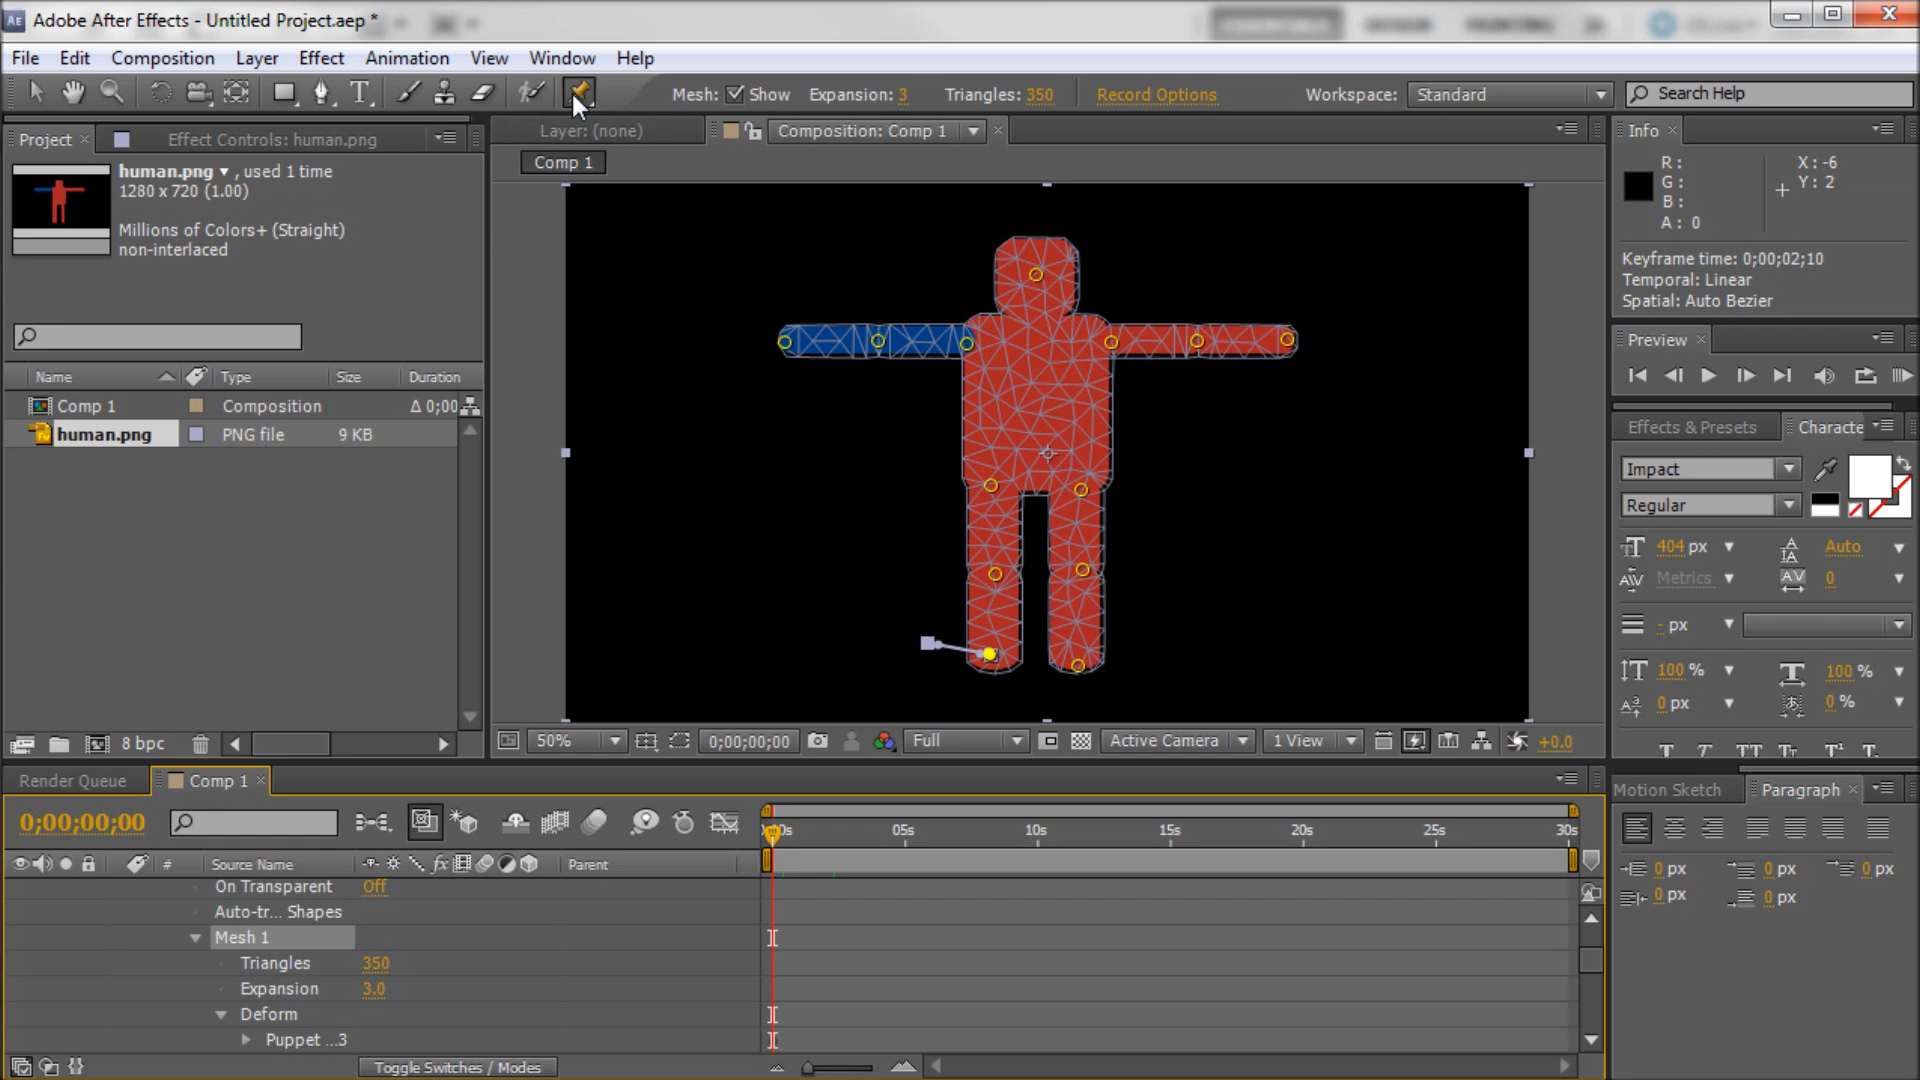 Adobe After Effects - Untitled Project.aep *
File Edit Composition Layer Effect Animation View Window Help
Mesh: Show Expansion: 3 Triangles: 350 Record Options Workspace: Standard Search Help
Project Effect Controls: human.png
human.png , used 1 time
1280 x 720 (1.00)
Millions of Colors+ (Straight)
non-interlaced
Name Type Size Duration
Comp 1 Composition Δ 0;00
human.png PNG file 9 KB
8 bpc
Layer: (none) Composition: Comp 1
Comp 1
50% 0;00;00;00 Full Active Camera 1 View +0.0
Info
R: X: -6
G: Y: 2
B:
A: 0
Keyframe time: 0;00;02;10
Temporal: Linear
Spatial: Auto Bezier
Preview
Effects & Presets Characte
Impact
Regular
404 px Auto
Metrics 0
- px
100 % 100 %
0 px 0 %
T T TT Tt T¹ T.
Motion Sketch Paragraph
0 px 0 px 0 px
0 px 0 px
Render Queue Comp 1
0;00;00;00
05s 10s 15s 20s 25s 30s
# Source Name Parent
On Transparent Off
Auto-tr... Shapes
Mesh 1
Triangles 350
Expansion 3.0
Deform
Puppet ...3
Toggle Switches / Modes